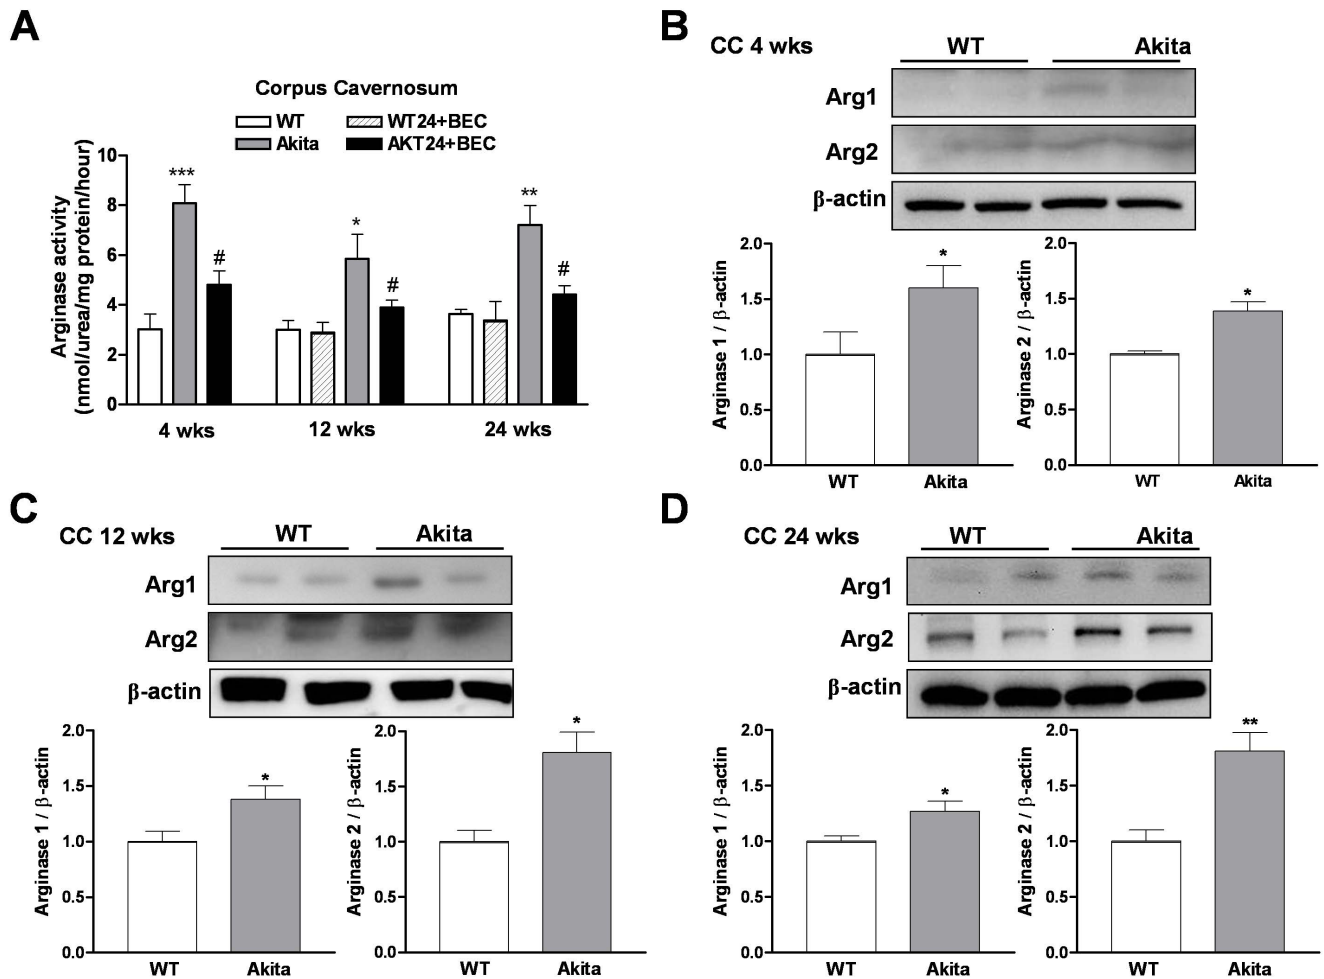 A
Corpus Cavernosum
WT
WT24+BEC
Akita
AKT24+BEC
Arginase activity
(nmol/urea/mg protein/hour)
10
8
6
4
2
0
***
#
*
#
**
#
4 wks
12 wks
24 wks
B
CC 4 wks
WT
Akita
Arg1
Arg2
β-actin
Arginase 1 / β-actin
2.0
1.5
1.0
0.5
0.0
*
WT
Akita
Arginase 2 / β-actin
2.0
1.5
1.0
0.5
0.0
*
WT
Akita
C
CC 12 wks
WT
Akita
Arg1
Arg2
β-actin
Arginase 1 / β-actin
2.0
1.5
1.0
0.5
0.0
*
WT
Akita
Arginase 2 / β-actin
2.0
1.5
1.0
0.5
0.0
*
WT
Akita
D
CC 24 wks
WT
Akita
Arg1
Arg2
β-actin
Arginase 1 / β-actin
2.0
1.5
1.0
0.5
0.0
*
WT
Akita
Arginase 2 / β-actin
2.0
1.5
1.0
0.5
0.0
**
WT
Akita